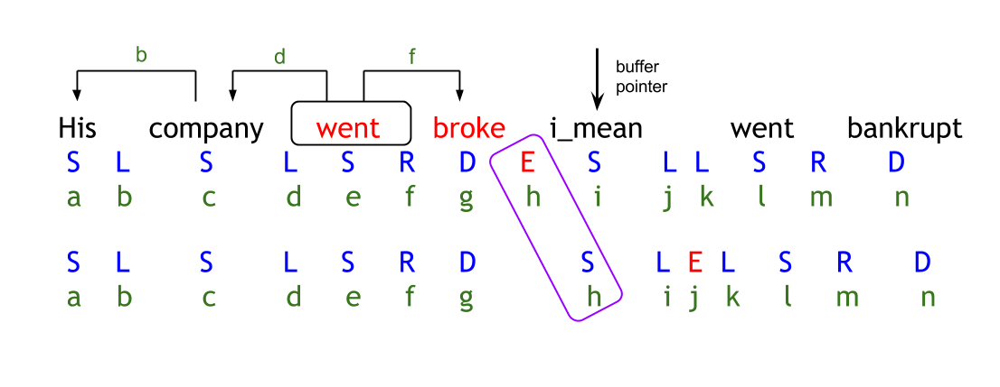 b d f
buffer
pointer
His company went broke i_mean went bankrupt
S L S L S R D E S L L S R D
a b c d e f g h i j k l m n
S L S L S R D S L E L S R D
a b c d e f g h i j k l m n